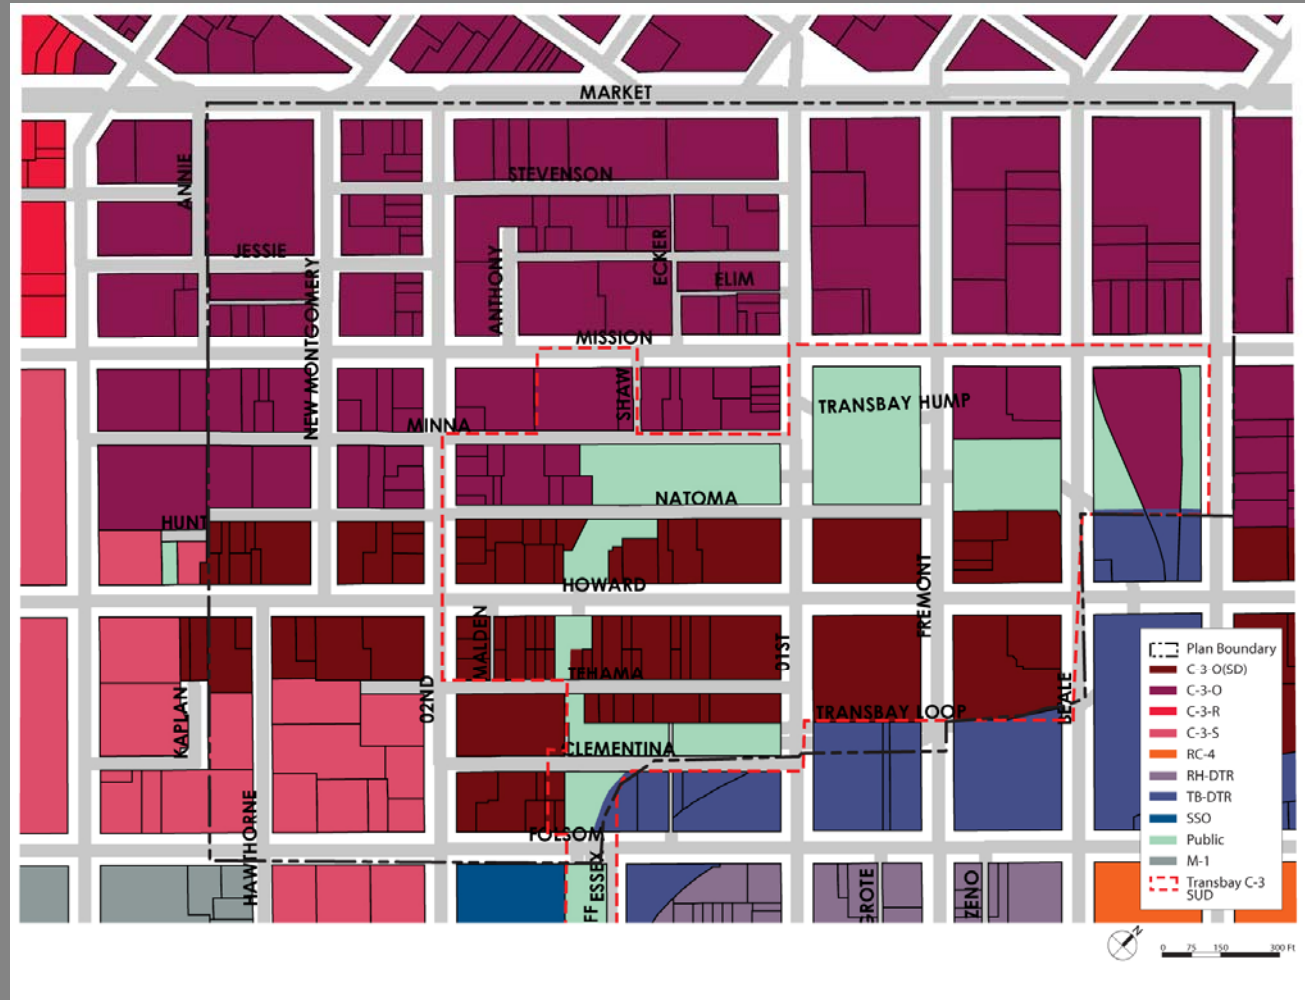 MARKET
ANNIE
STEVENSON
JESSIE
NEW MONTGOMERY
ANTHONY
ECKER
ELIM
MISSION
SHAW
MINNA
TRANSBAY HUMP
NATOMA
HUNT
HOWARD
FREMONT
MALDEN
TEHAMA
01ST
02ND
KAPLAN
TRANSBAY LOOP
BEALE
CLEMENTINA
HAWTHORNE
FOLSOM
ESSEX
FF
GROTE
ZENO
Plan Boundary
C-3-O(SD)
C-3-O
C-3-R
C-3-S
RC-4
RH-DTR
TB-DTR
SSO
Public
M-1
Transbay C-3
SUD
N
0 75 150 300 Ft